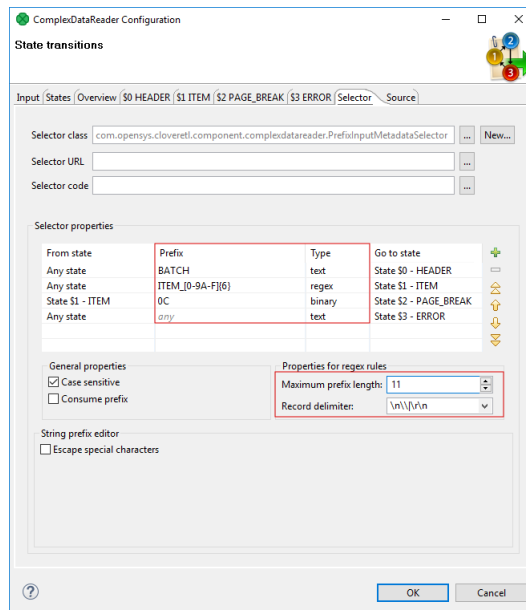 ComplexDataReader Configuration
State transitions
1 2 3
Input States Overview $0 HEADER $1 ITEM $2 PAGE_BREAK $3 ERROR Selector Source
Selector class com.opensys.cloveretl.component.complexdatareader.PrefixInputMetadataSelector ... New...
Selector URL ...
Selector code ...
Selector properties
From state Prefix Type Go to state
Any state BATCH text State $0 - HEADER
Any state ITEM_[0-9A-F]{6} regex State $1 - ITEM
State $1 - ITEM 0C binary State $2 - PAGE_BREAK
Any state any text State $3 - ERROR
General properties Properties for regex rules
Case sensitive Maximum prefix length: 11
Consume prefix Record delimiter: \n\\|\r\n
String prefix editor
Escape special characters
? OK Cancel